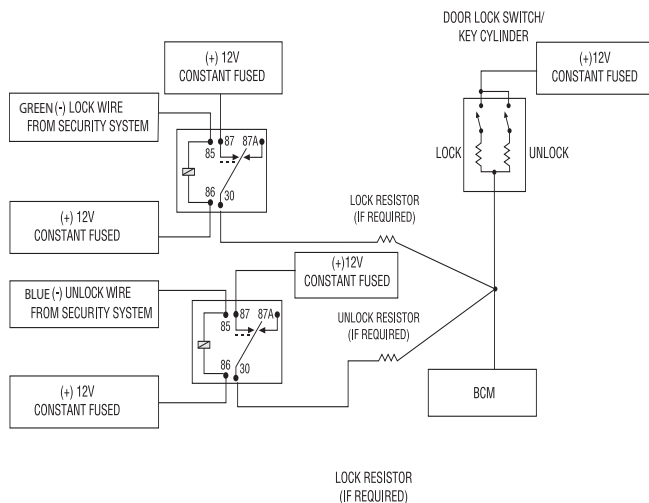 DOOR LOCK SWITCH/
KEY CYLINDER
(+) 12V
CONSTANT FUSED
(+)12V
CONSTANT FUSED
GREEN (-) LOCK WIRE
FROM SECURITY SYSTEM
87
87A
85
86
30
LOCK
UNLOCK
(+) 12V
CONSTANT FUSED
LOCK RESISTOR
(IF REQUIRED)
(+)12V
CONSTANT FUSED
BLUE (-) UNLOCK WIRE
FROM SECURITY SYSTEM
87
87A
85
86
30
UNLOCK RESISTOR
(IF REQUIRED)
(+) 12V
CONSTANT FUSED
BCM
LOCK RESISTOR
(IF REQUIRED)